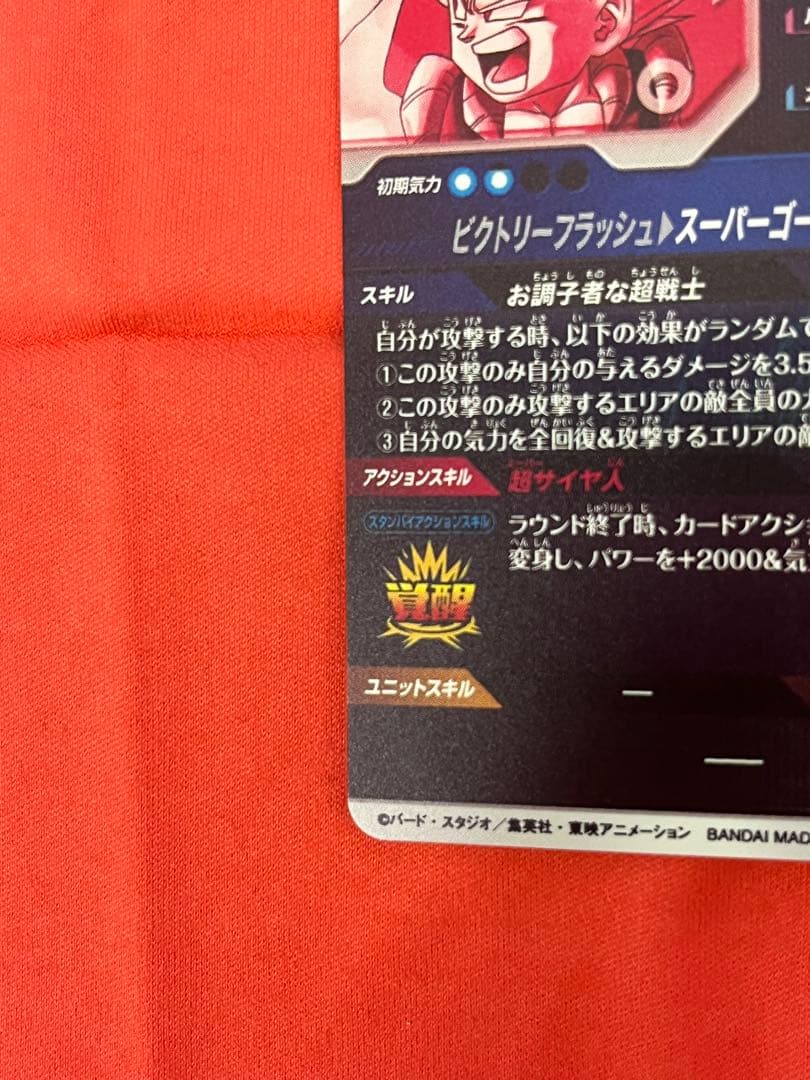 初期気力
ビクトリーフラッシュ▶スーパーゴー
スキル お調子者な超戦士
自分が攻撃する時、以下の効果がランダムで
①この攻撃のみ自分の与えるダメージを3.5
②この攻撃のみ攻撃するエリアの敵全員の
③自分の気力を全回復&攻撃するエリアの敵
アクションスキル 超サイヤ人
スタンバイアクションスキル
ラウンド終了時、カードアクシ
変身し、パワーを+2000&気
覚醒
ユニットスキル ー
ー
©バード・スタジオ/集英社・東映アニメーション BANDAI MAD